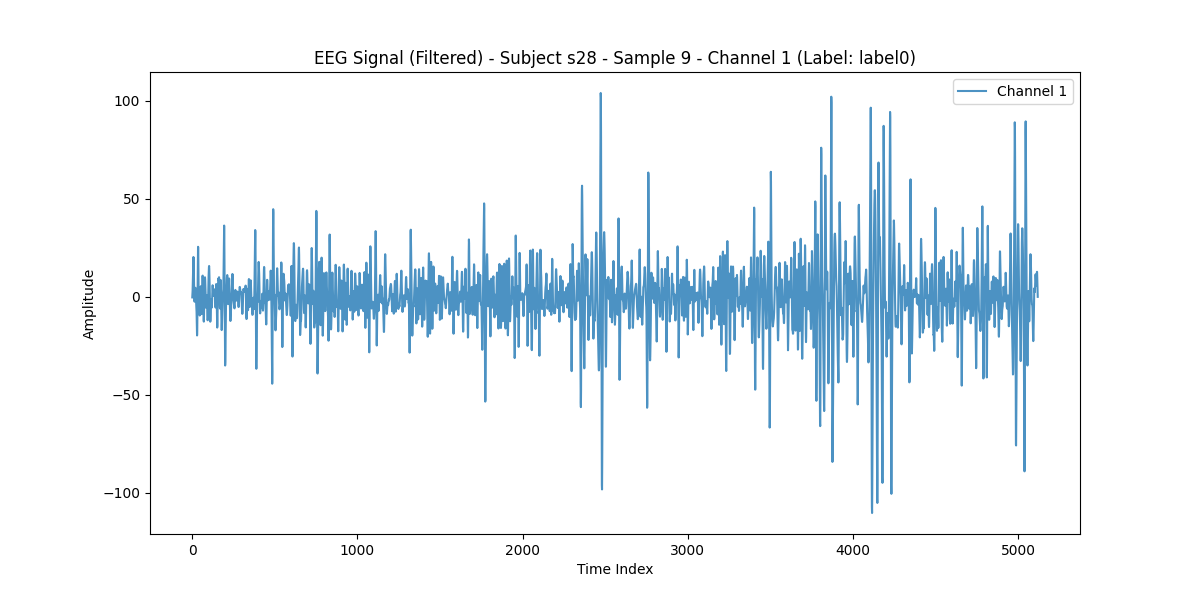 EEG Signal (Filtered) - Subject s28 - Sample 9 - Channel 1 (Label: label0)
Channel 1
100
50
0
−50
−100
Amplitude
0 1000 2000 3000 4000 5000
Time Index